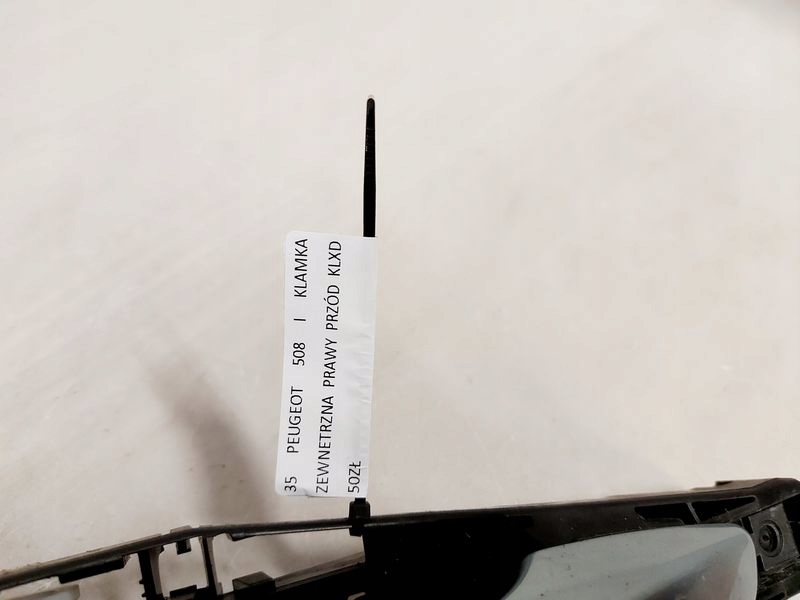 35 PEUGEOT 508 I KLAMKA
ZEWNETRZNA PRAWY PRZÓD KLXD
50ZŁ